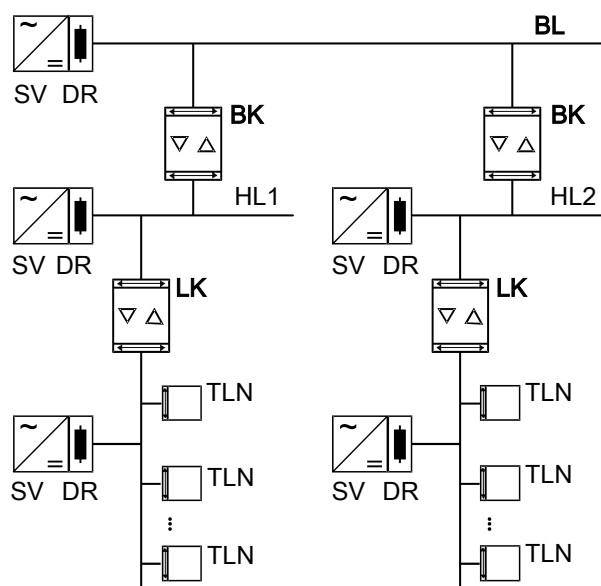 BL
SV DR
BK
BK
HL1
HL2
SV DR
SV DR
LK
LK
TLN
TLN
SV DR
TLN
SV DR
TLN
...
...
TLN
TLN